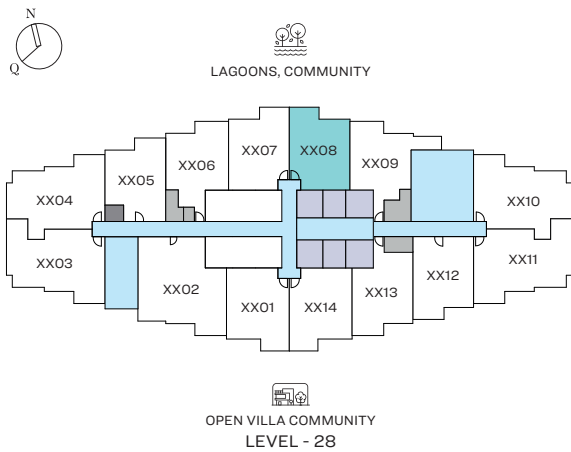 N
Q
LAGOONS, COMMUNITY
XX07
XX08
XX06
XX09
XX05
XX04
XX10
XX03
XX11
XX12
XX02
XX13
XX01
XX14
OPEN VILLA COMMUNITY
LEVEL - 28